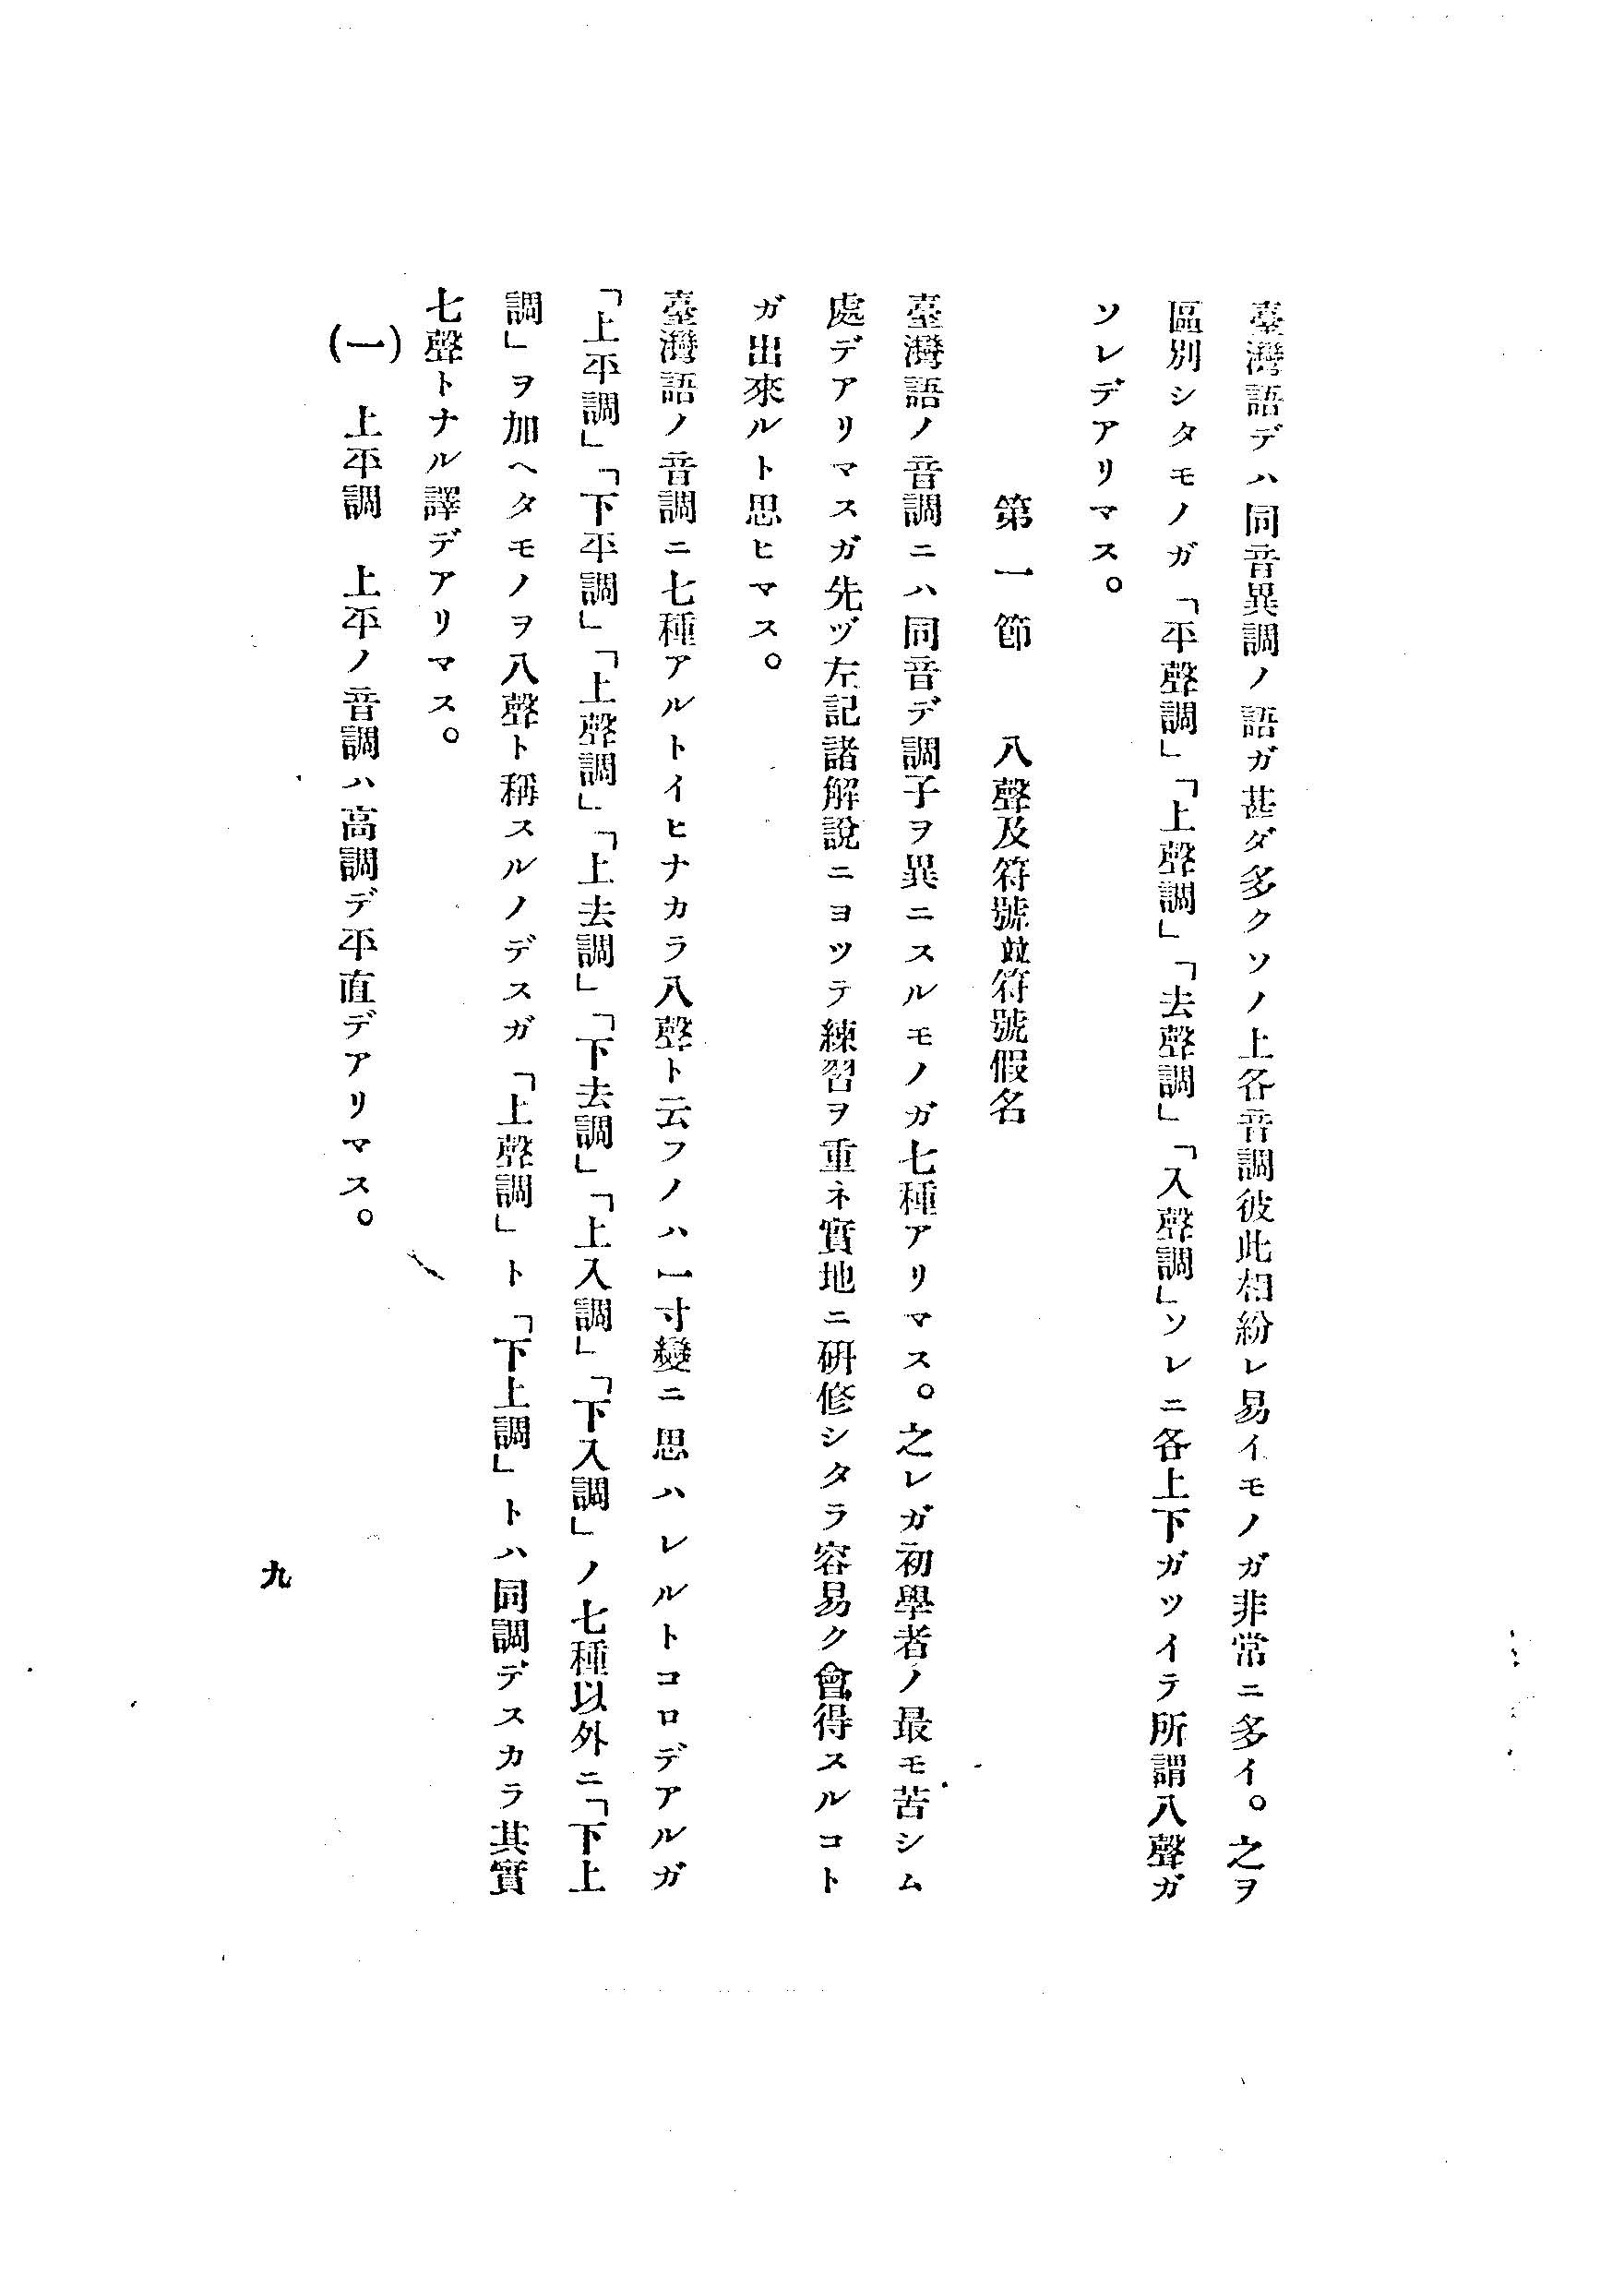 臺灣語デハ同音異調ノ語ガ甚ダ多クソノ上各音調彼此相紛レ易イモノガ非常ニ多イ。之ヲ
區別シタモノガ「平聲調」「上聲調」「去聲調」「入聲調」ソレニ各上下ガツイテ所謂八聲ガ
ソレデアリマス。
第一節　八聲及符號竝符號假名
臺灣語ノ音調ニハ同音デ調子ヲ異ニスルモノガ七種アリマス。之レガ初學者ノ最モ苦シム
處デアリマスガ先ヅ左記諸解說ニヨツテ練習ヲ重ネ實地ニ硏修シタラ容易ク會得スルコト
ガ出來ルト思ヒマス。
臺灣語ノ音調ニ七種アルトイヒナカラ八聲ト云フノハ一寸變ニ思ハレルトコロデアルガ
「上平調」「下平調」「上聲調」「上去調」「下去調」「上入調」「下入調」ノ七種以外ニ「下上
調」ヲ加ヘタモノヲ八聲ト稱スルノデスガ「上聲調」ト「下上調」トハ同調デスカラ其實
七聲トナル譯デアリマス。
(一)　上平調　上平ノ音調ハ高調デ平直デアリマス。
九